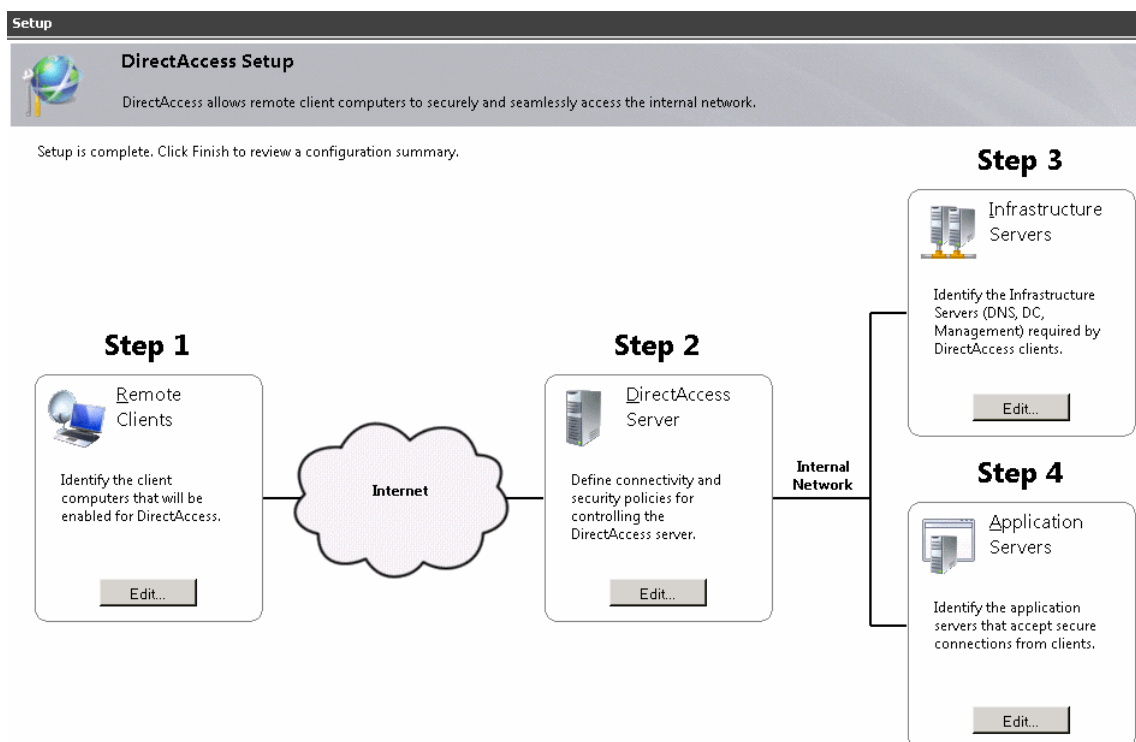 Setup
DirectAccess Setup
DirectAccess allows remote client computers to securely and seamlessly access the internal network.
Setup is complete. Click Finish to review a configuration summary.
Step 1
Remote
Clients
Identify the client
computers that will be
enabled for DirectAccess.
Edit...
Internet
Step 2
DirectAccess
Server
Define connectivity and
security policies for
controlling the
DirectAccess server.
Edit...
Internal
Network
Step 3
Infrastructure
Servers
Identify the Infrastructure
Servers (DNS, DC,
Management) required by
DirectAccess clients.
Edit...
Step 4
Application
Servers
Identify the application
servers that accept secure
connections from clients.
Edit...